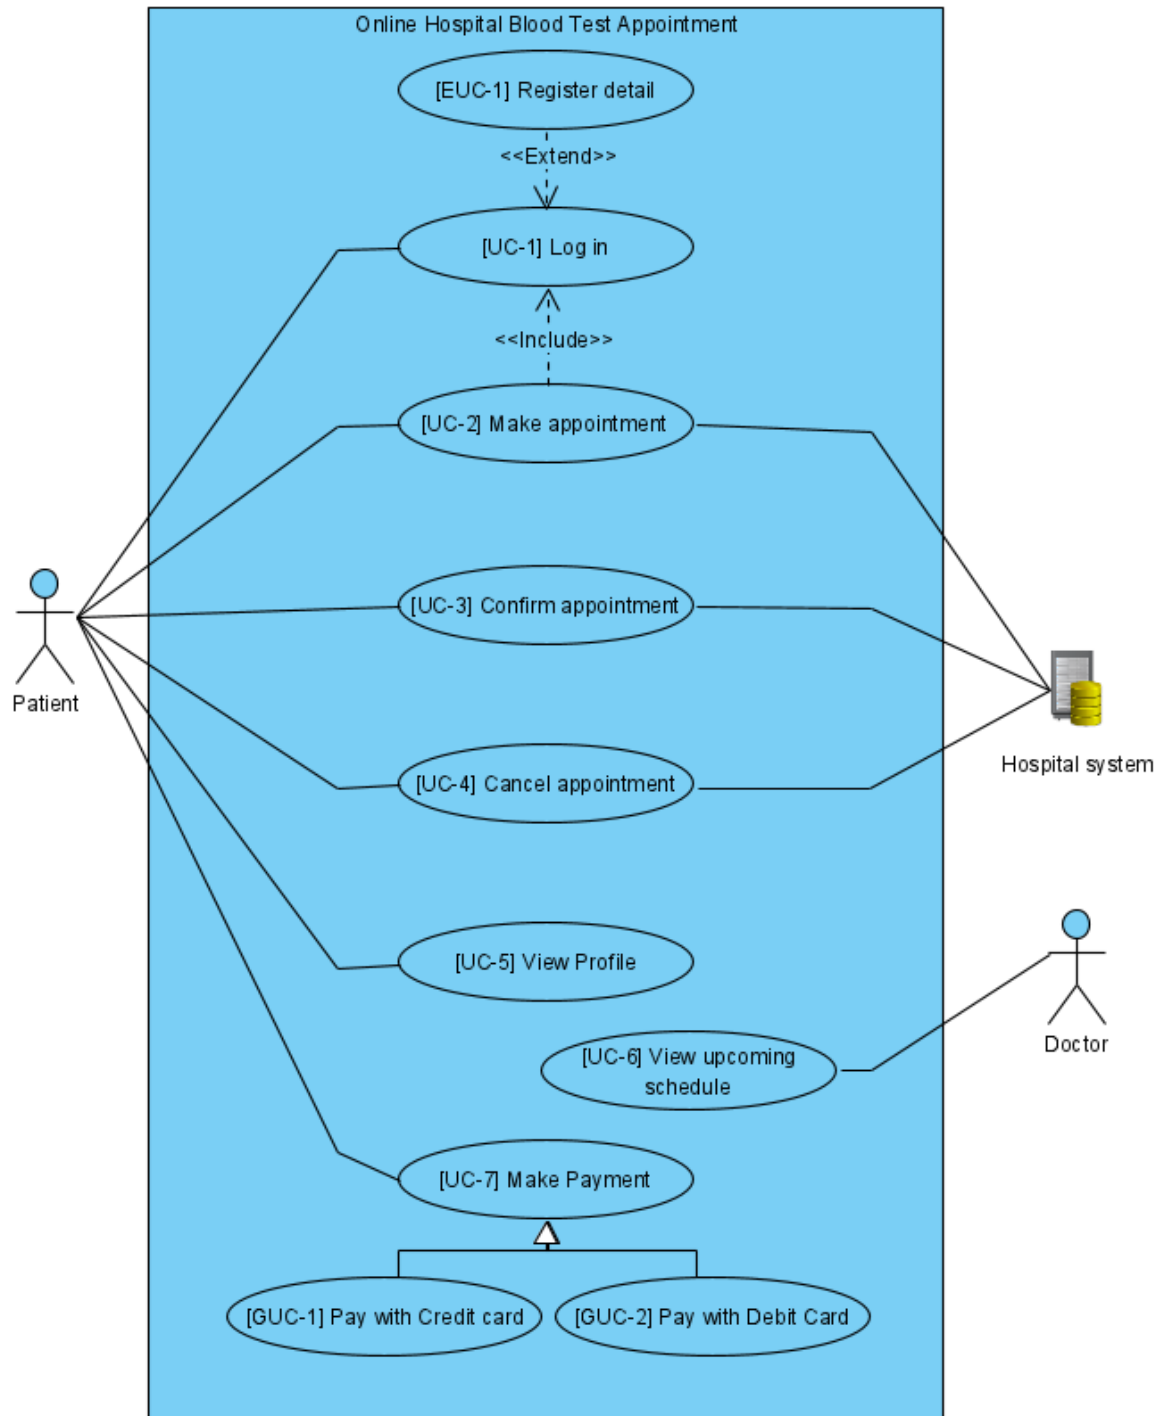 Online Hospital Blood Test Appointment
[EUC-1] Register detail
<<Extend>>
[UC-1] Log in
<<Include>>
[UC-2] Make appointment
[UC-3] Confirm appointment
Patient
Hospital system
[UC-4] Cancel appointment
[UC-5] View Profile
Doctor
[UC-6] View upcoming
schedule
[UC-7] Make Payment
[GUC-1] Pay with Credit card
[GUC-2] Pay with Debit Card